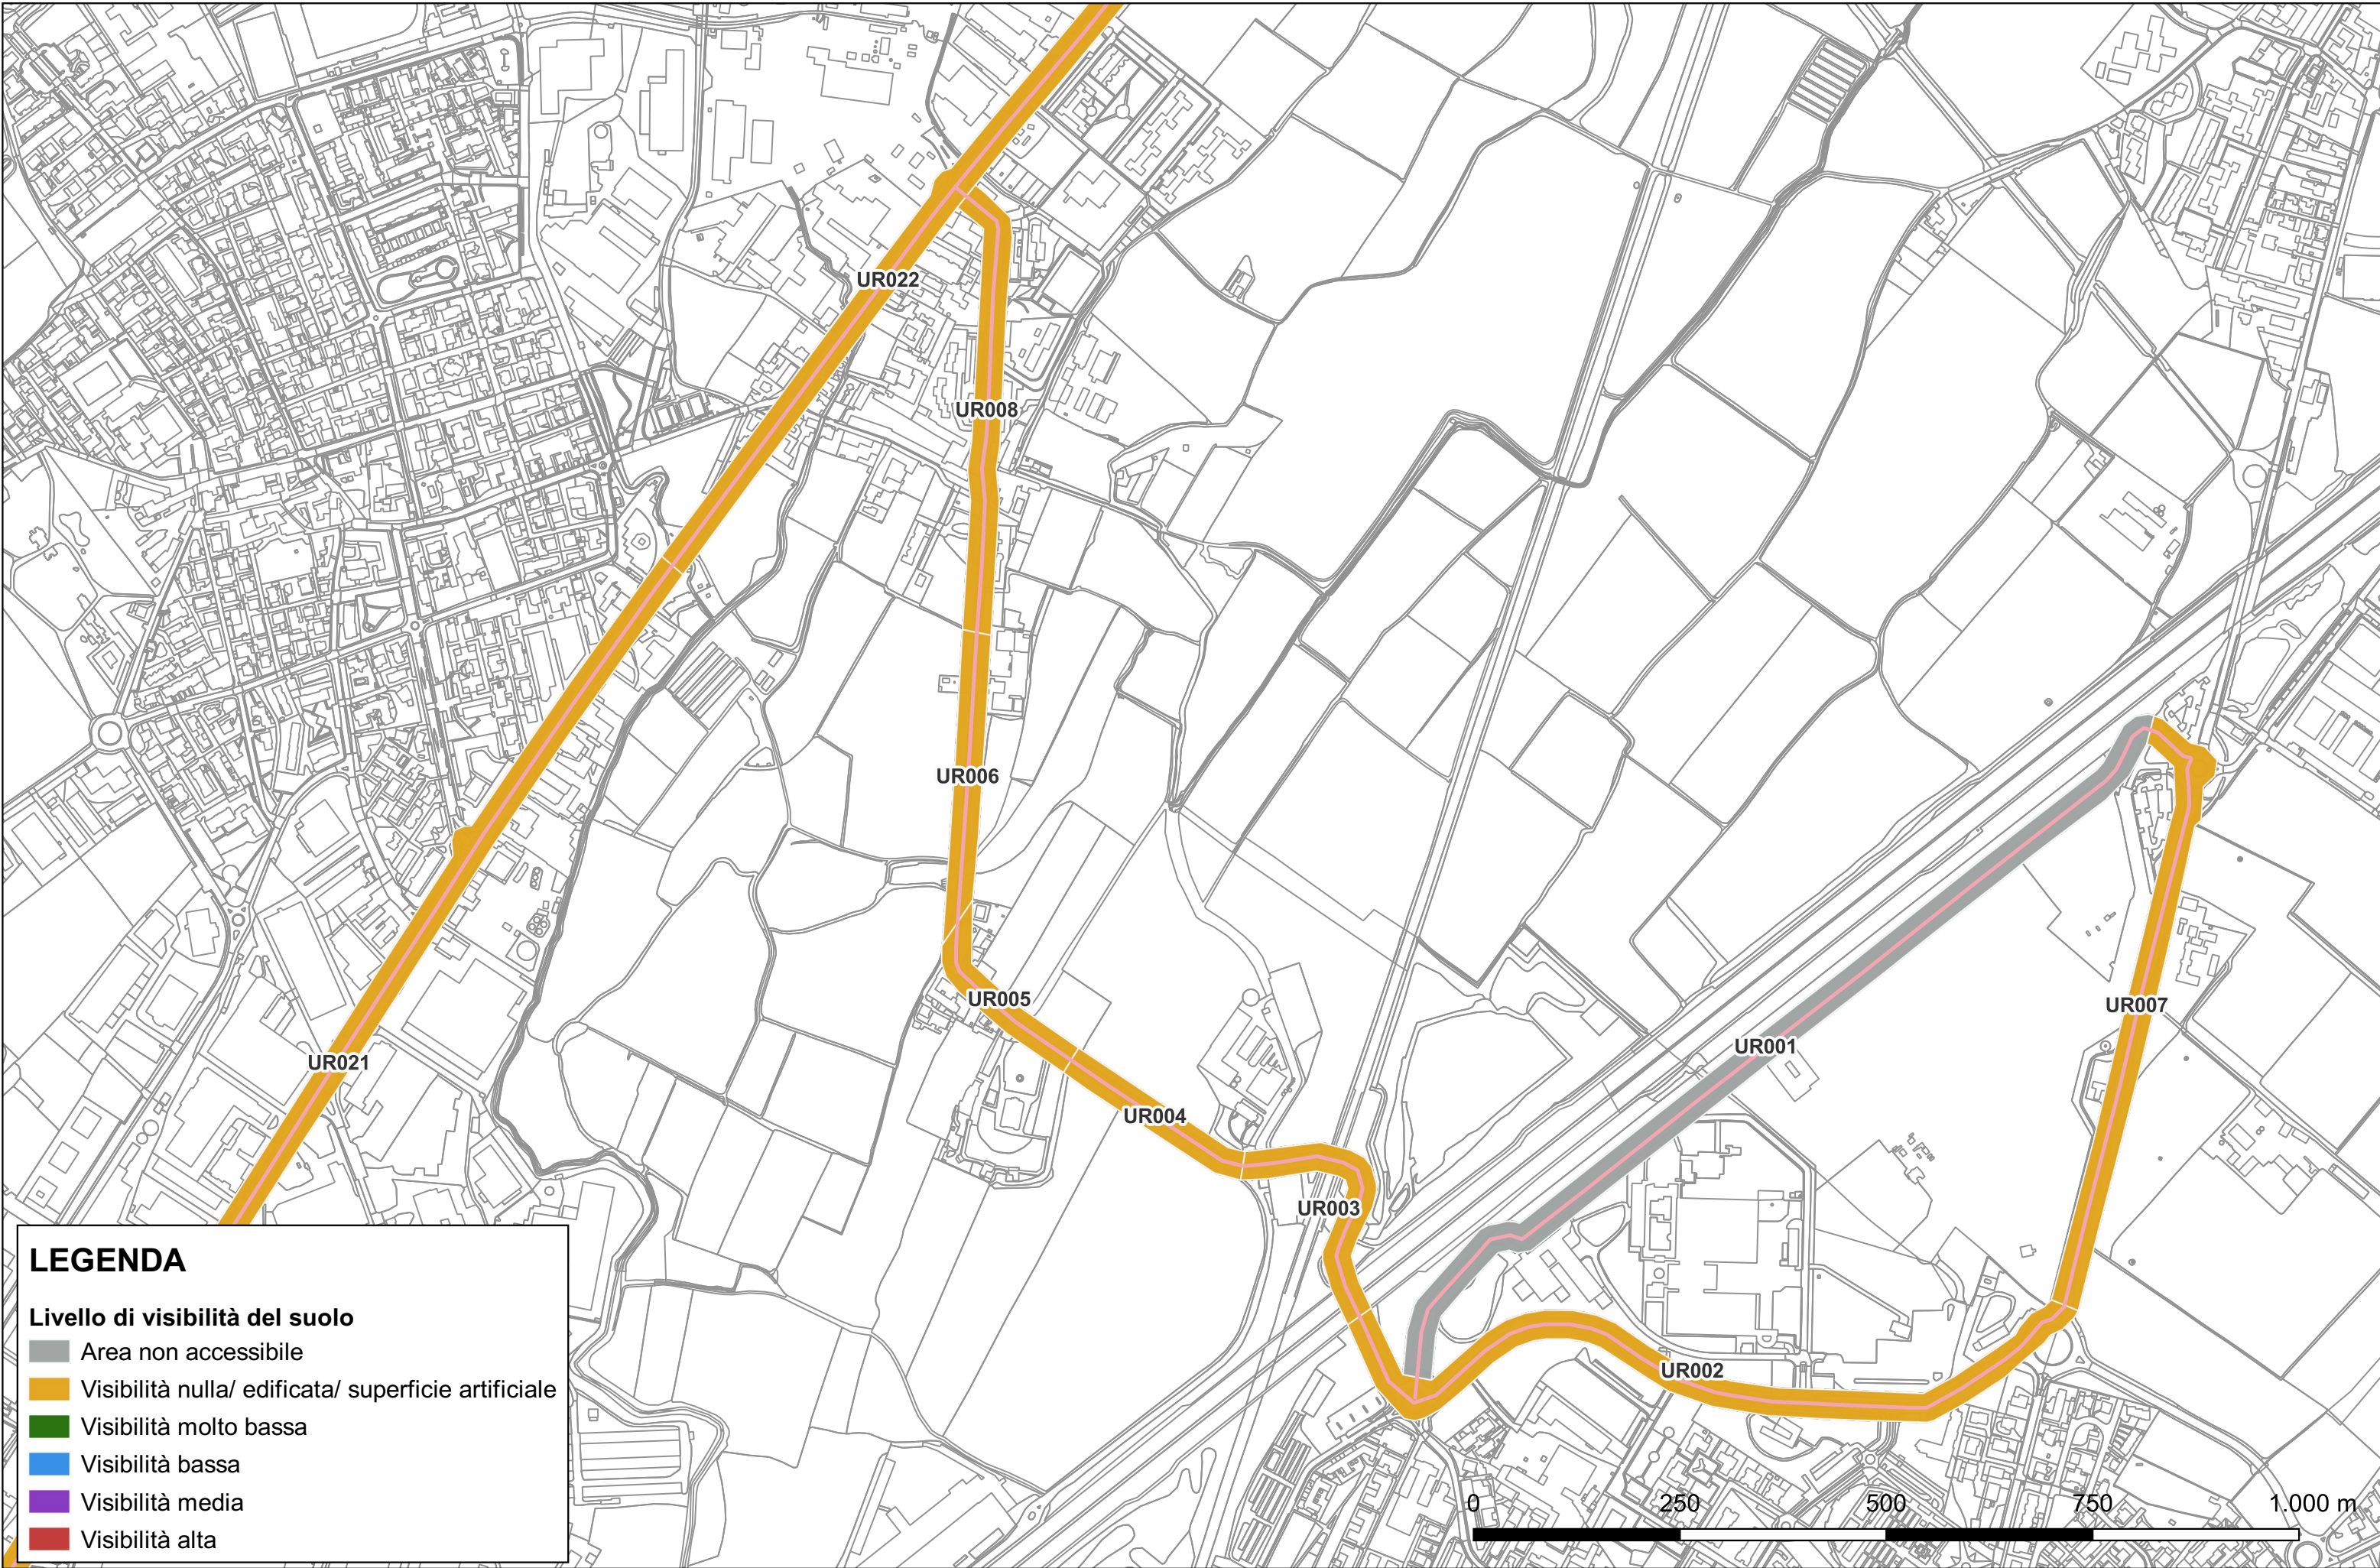 UR022
UR008
UR006
UR005
UR007
UR001
UR021
UR004
UR003
UR002
LEGENDA
Livello di visibilità del suolo
Area non accessibile
Visibilità nulla/ edificata/ superficie artificiale
Visibilità molto bassa
Visibilità bassa
Visibilità media
Visibilità alta
0 250 500 750 1.000 m